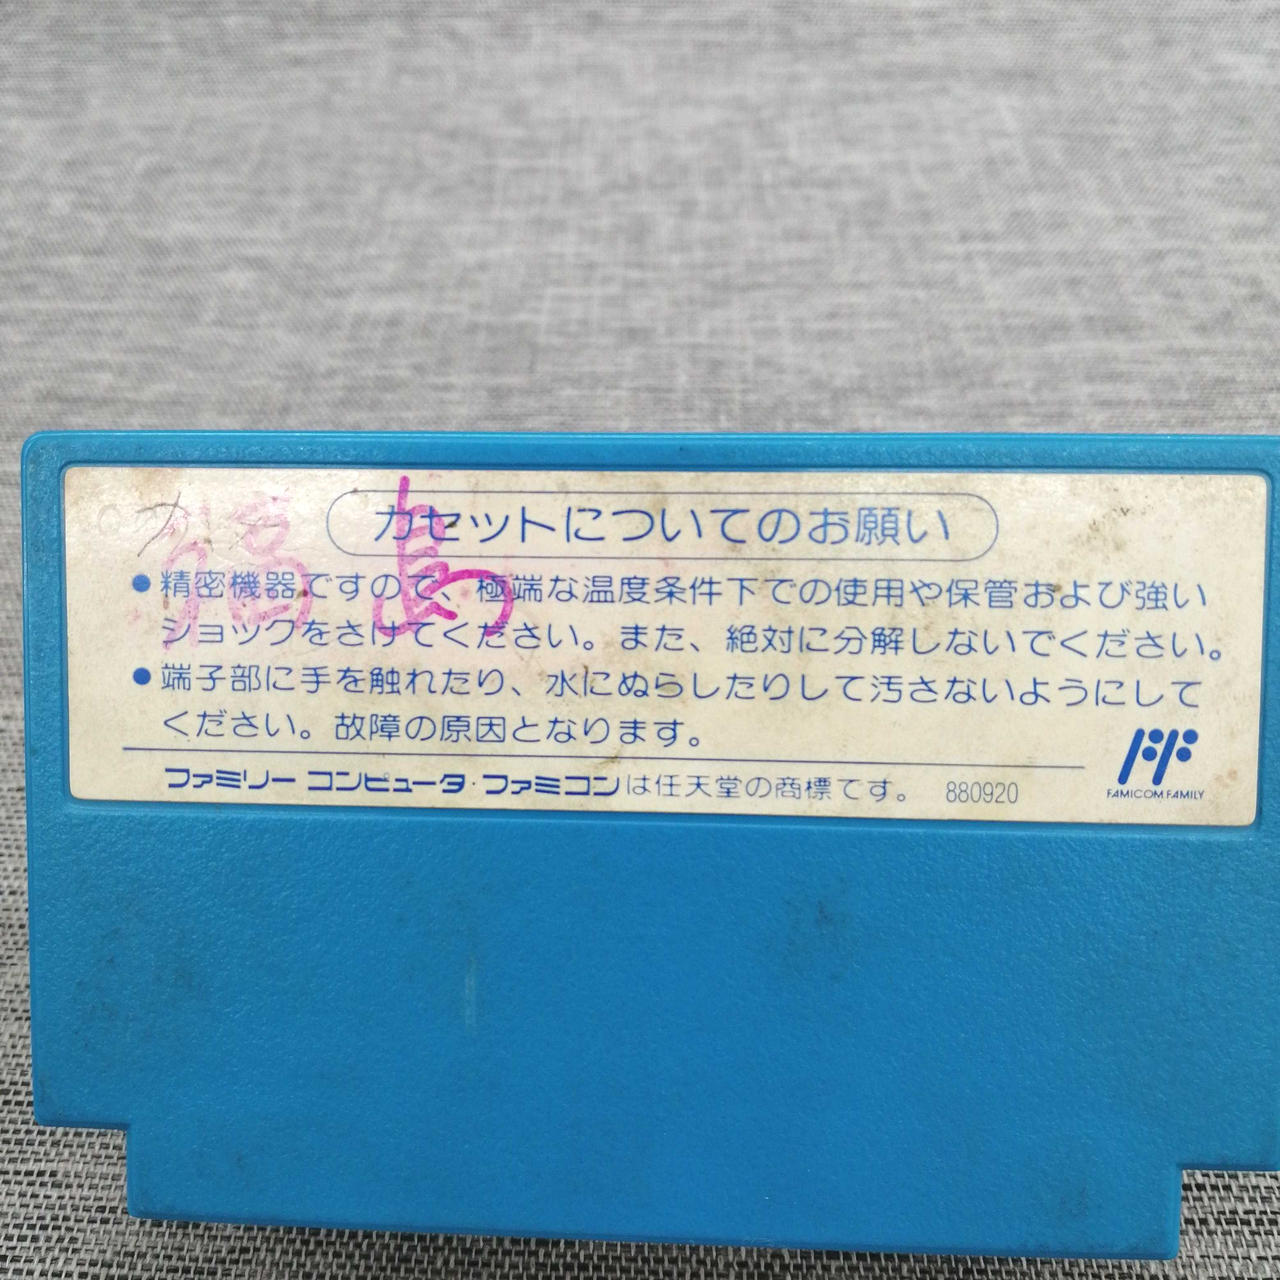 福島
カセットについてのお願い
●精密機器ですので、極端な温度条件下での使用や保管および強い
ショックをさけてください。また、絶対に分解しないでください。
●端子部に手を触れたり、水にぬらしたりして汚さないようにして
ください。故障の原因となります。
ファミリー コンピュータ・ファミコンは任天堂の商標です。 880920
FAMICOM FAMILY